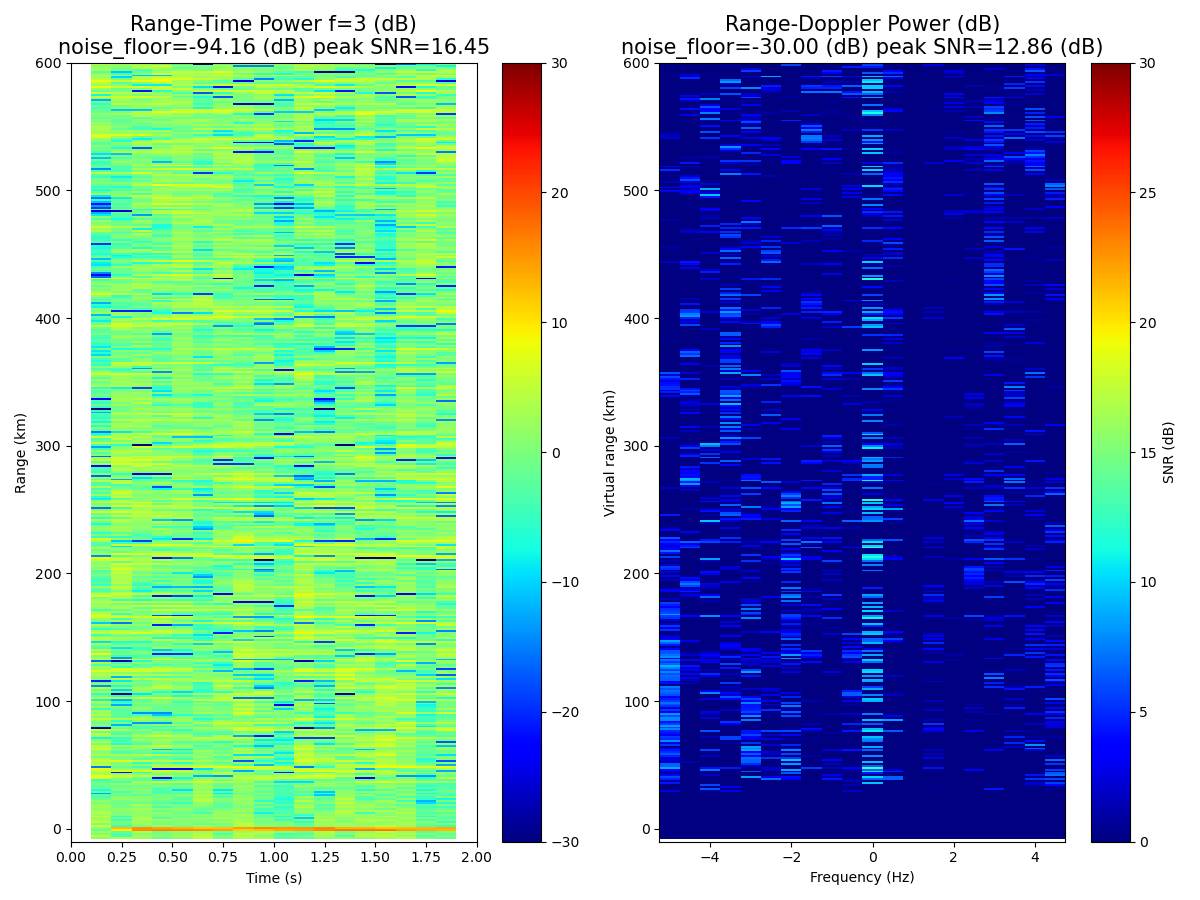 Range-Time Power f=3 (dB)
noise_floor=-94.16 (dB) peak SNR=16.45
Range (km)
600
500
400
300
200
100
0
0.00 0.25 0.50 0.75 1.00 1.25 1.50 1.75 2.00
Time (s)
30
20
10
0
−10
−20
−30
Range-Doppler Power (dB)
noise_floor=-30.00 (dB) peak SNR=12.86 (dB)
Virtual range (km)
600
500
400
300
200
100
0
−4 −2 0 2 4
Frequency (Hz)
30
25
20
15
10
5
0
SNR (dB)